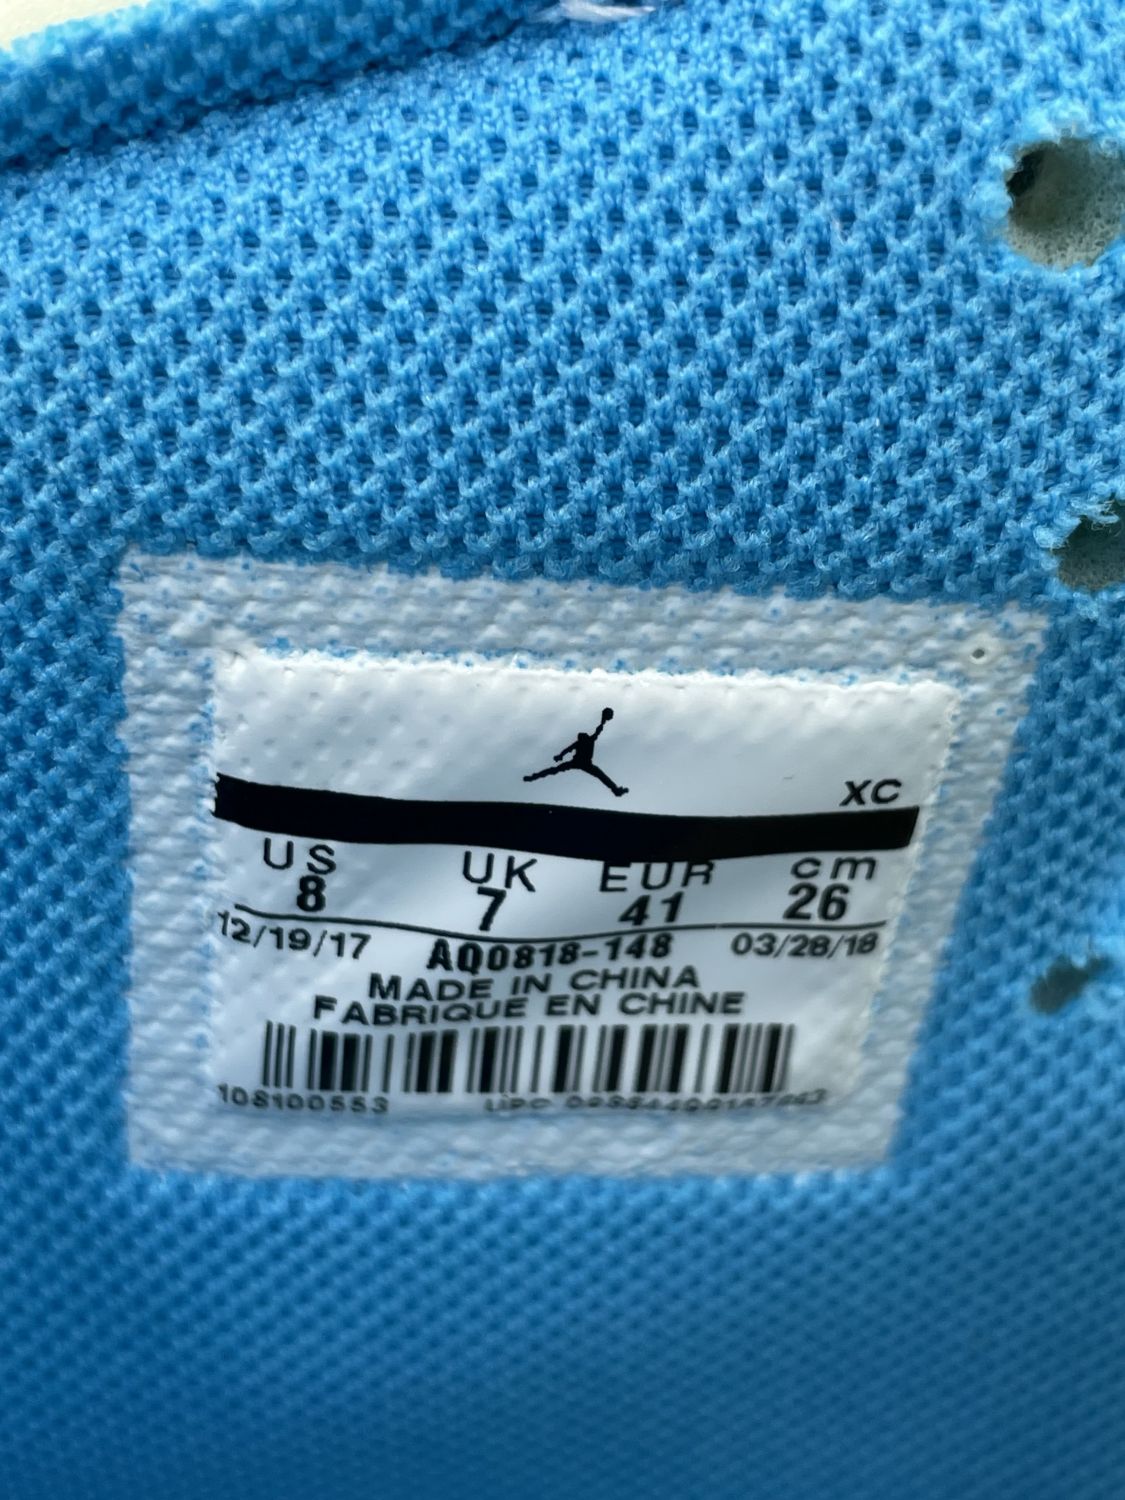 XC
US UK EUR cm
8 7 41 26
12/19/17 AQ0818-148 03/28/18
MADE IN CHINA
FABRIQUE EN CHINE
108100553 UPC